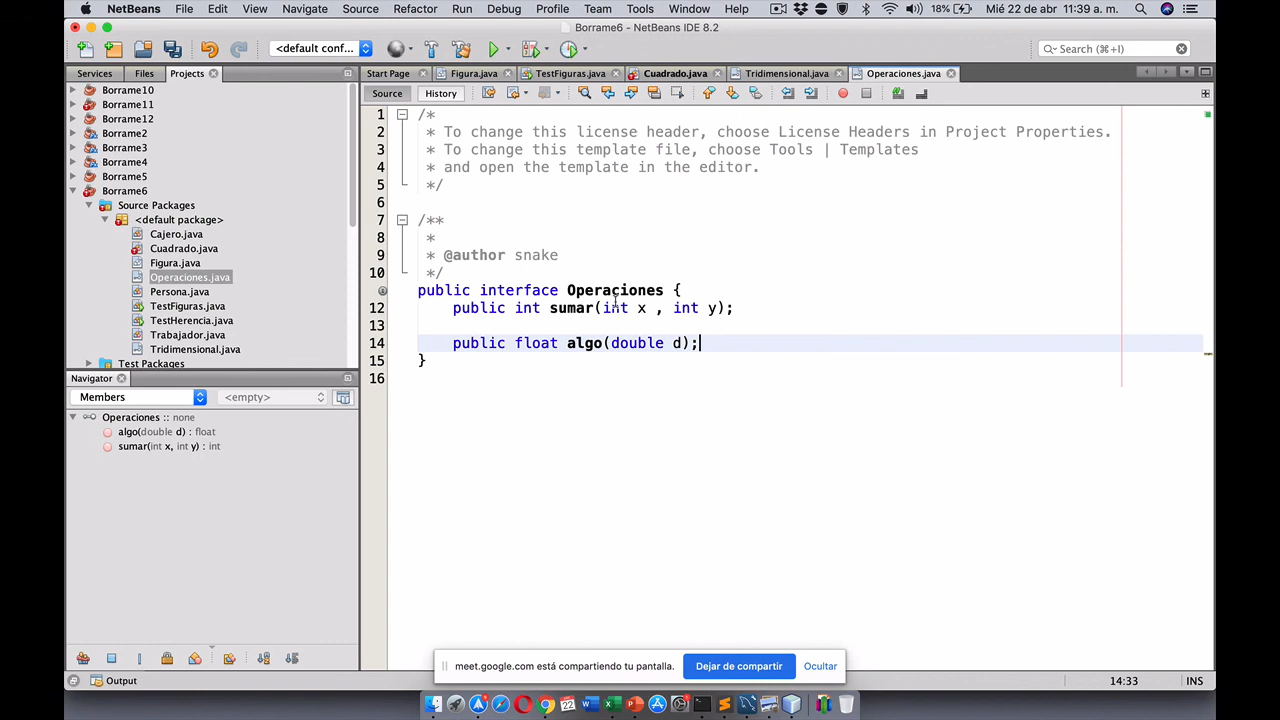 NetBeans File Edit View Navigate Source Refactor Run Debug Profile Team Tools Window Help 18% Mié 22 de abr 11:39 a. m.
Borrame6 - NetBeans IDE 8.2
<default conf... Search (⌘+I)
Services Files Projects Start Page Figura.java TestFiguras.java Cuadrado.java Tridimensional.java Operaciones.java
Source History
Borrame10
Borrame11
Borrame12
Borrame2
Borrame3
Borrame4
Borrame5
Borrame6
Source Packages
<default package>
Cajero.java
Cuadrado.java
Figura.java
Operaciones.java
Persona.java
TestFiguras.java
TestHerencia.java
Trabajador.java
Tridimensional.java
Test Packages
1 /*
2 * To change this license header, choose License Headers in Project Properties.
3 * To change this template file, choose Tools | Templates
4 * and open the template in the editor.
5 */
6
7 /**
8 *
9 * @author snake
10 */
public interface Operaciones {
12 public int sumar(int x , int y);
13
14 public float algo(double d);
15 }
16
Navigator
Members <empty>
Operaciones :: none
algo(double d) : float
sumar(int x, int y) : int
meet.google.com está compartiendo tu pantalla. Dejar de compartir Ocultar
Output 14:33 INS